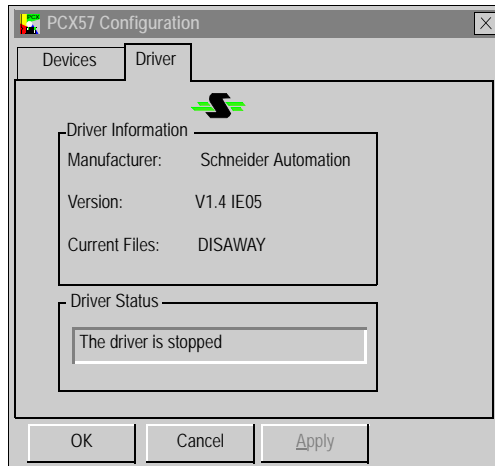 PCX57 Configuration
Devices
Driver
Driver Information
Manufacturer: Schneider Automation
Version: V1.4 IE05
Current Files: DISAWAY
Driver Status
The driver is stopped
OK
Cancel
Apply